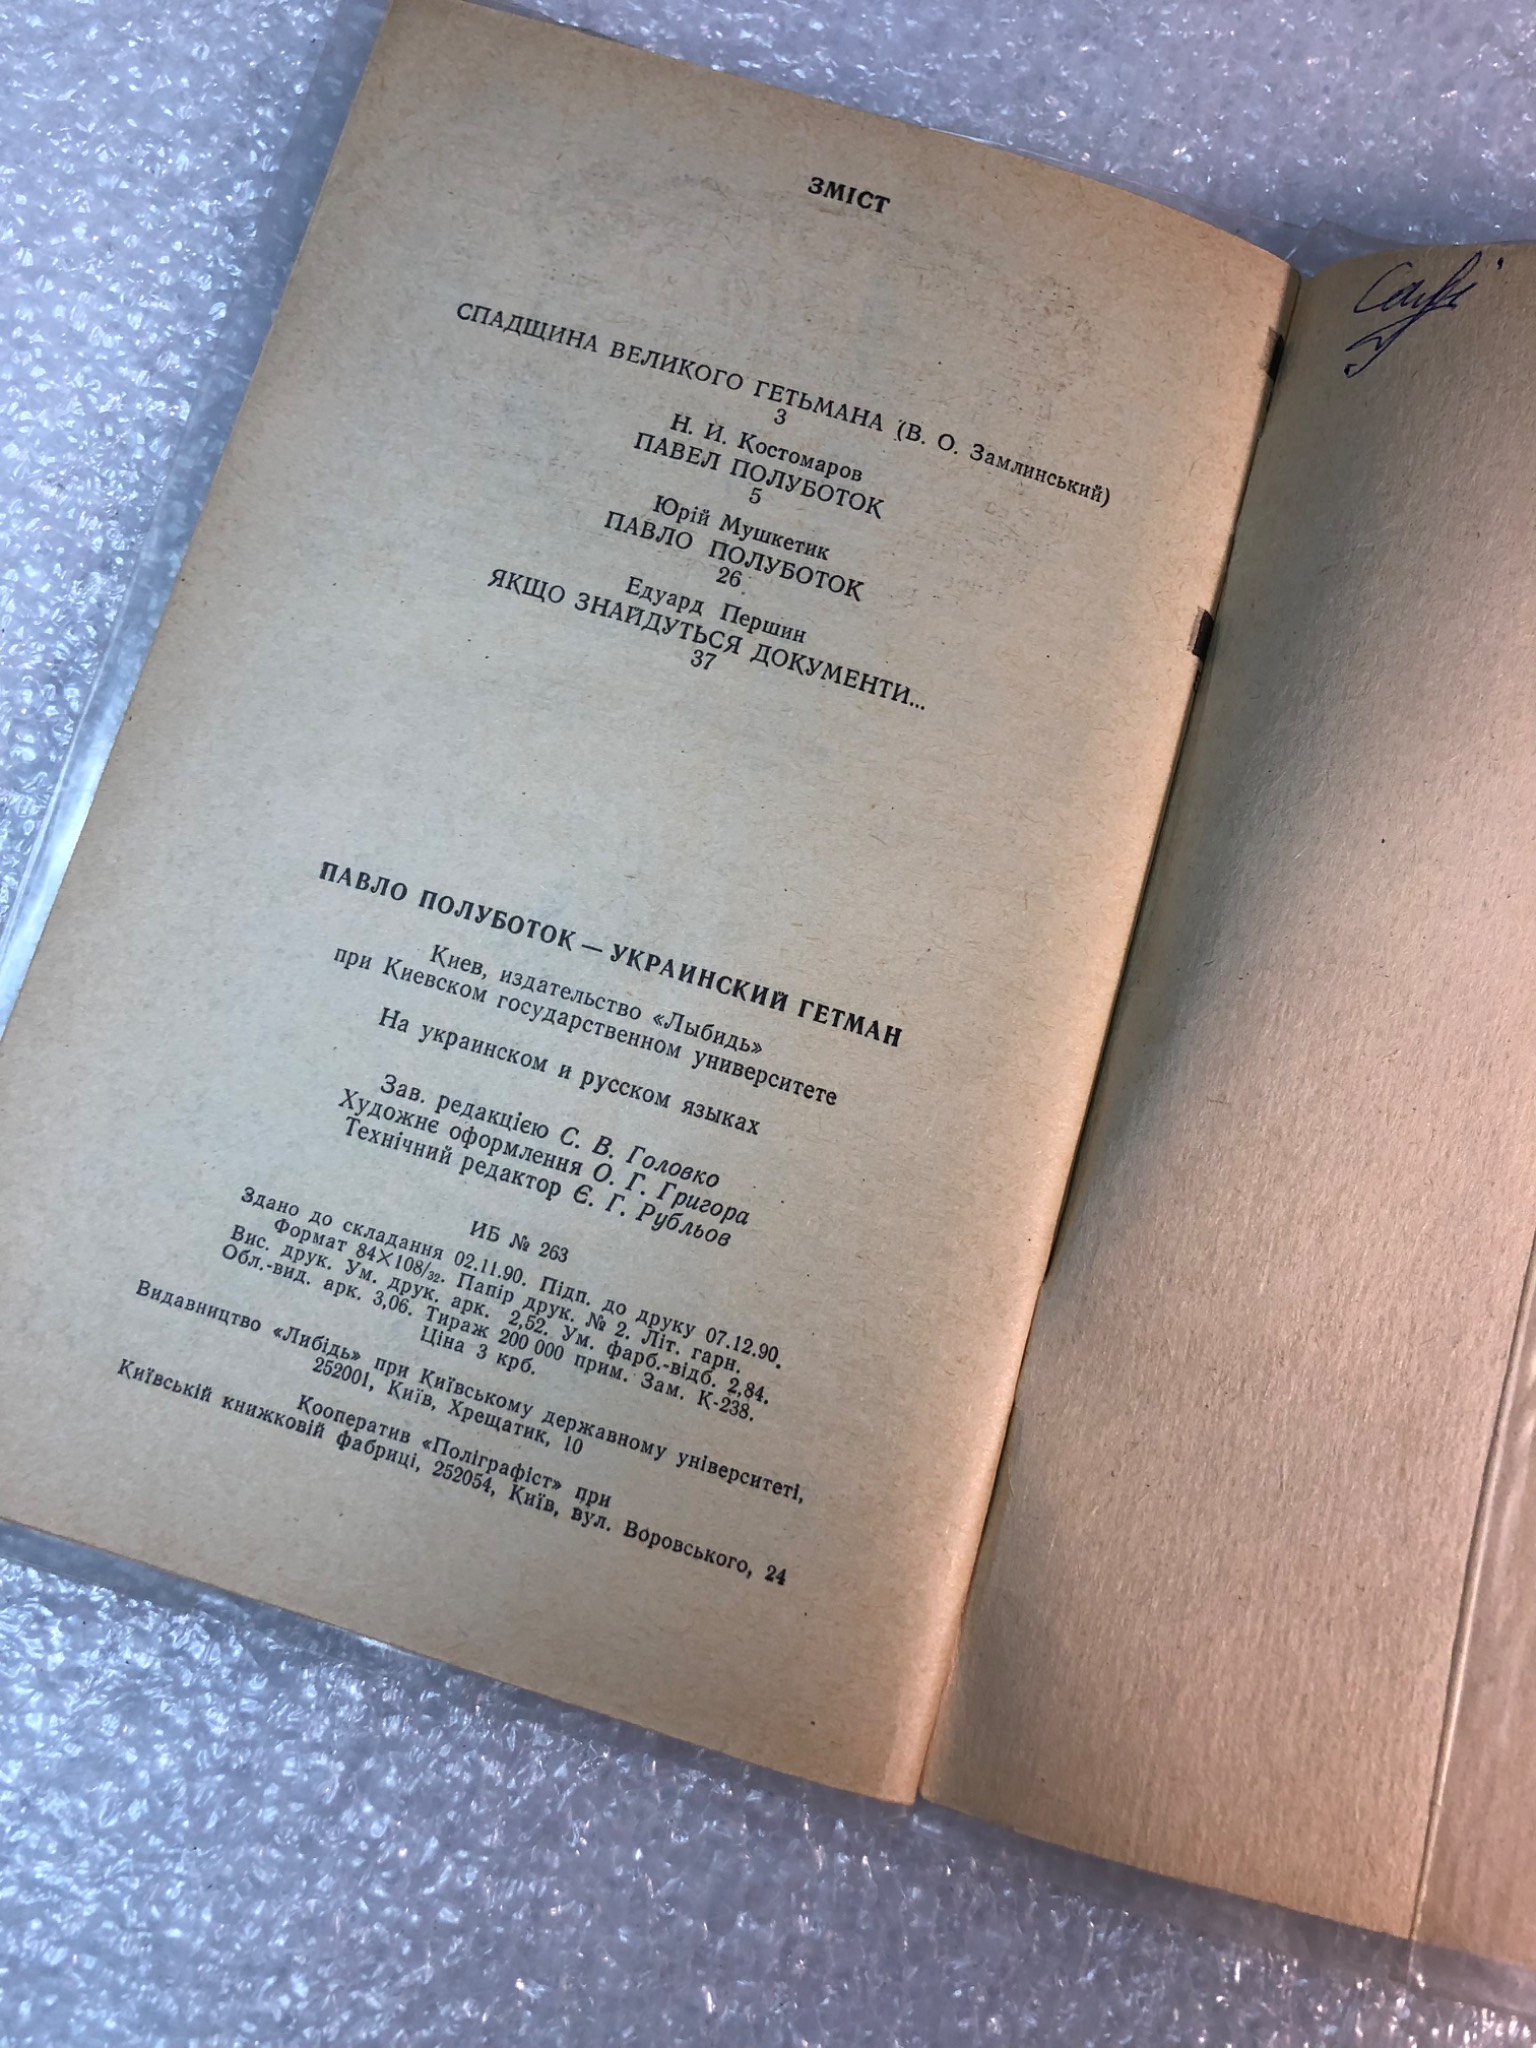 ЗМІСТ
СПАДЩИНА ВЕЛИКОГО ГЕТЬМАНА (В. О. Замлинський)
3
Н. Й. Костомаров
ПАВЕЛ ПОЛУБОТОК
5
Юрій Мушкетик
ПАВЛО ПОЛУБОТОК
26
Едуард Першин
ЯКЩО ЗНАЙДУТЬСЯ ДОКУМЕНТИ...
37
ПАВЛО ПОЛУБОТОК — УКРАИНСКИЙ ГЕТМАН
Киев, издательство «Лыбидь»
при Киевском государственном университете
На украинском и русском языках
Зав. редакцією С. В. Головко
Художнє оформлення О. Г. Григора
Технічний редактор Є. Г. Рубльов
ИБ № 263
Здано до складання 02.11.90. Підп. до друку 07.12.90.
Формат 84×108/32. Папір друк. № 2. Літ. гарн.
Вис. друк. Ум. друк. арк. 2,52. Ум. фарб.-відб. 2,84.
Обл.-вид. арк. 3,06. Тираж 200 000 прим. Зам. К-238.
Ціна 3 крб.
Видавництво «Либідь» при Київському державному університеті,
252001, Київ, Хрещатик, 10
Кооператив «Поліграфіст» при
Київській книжковій фабриці, 252054, Київ, вул. Воровського, 24